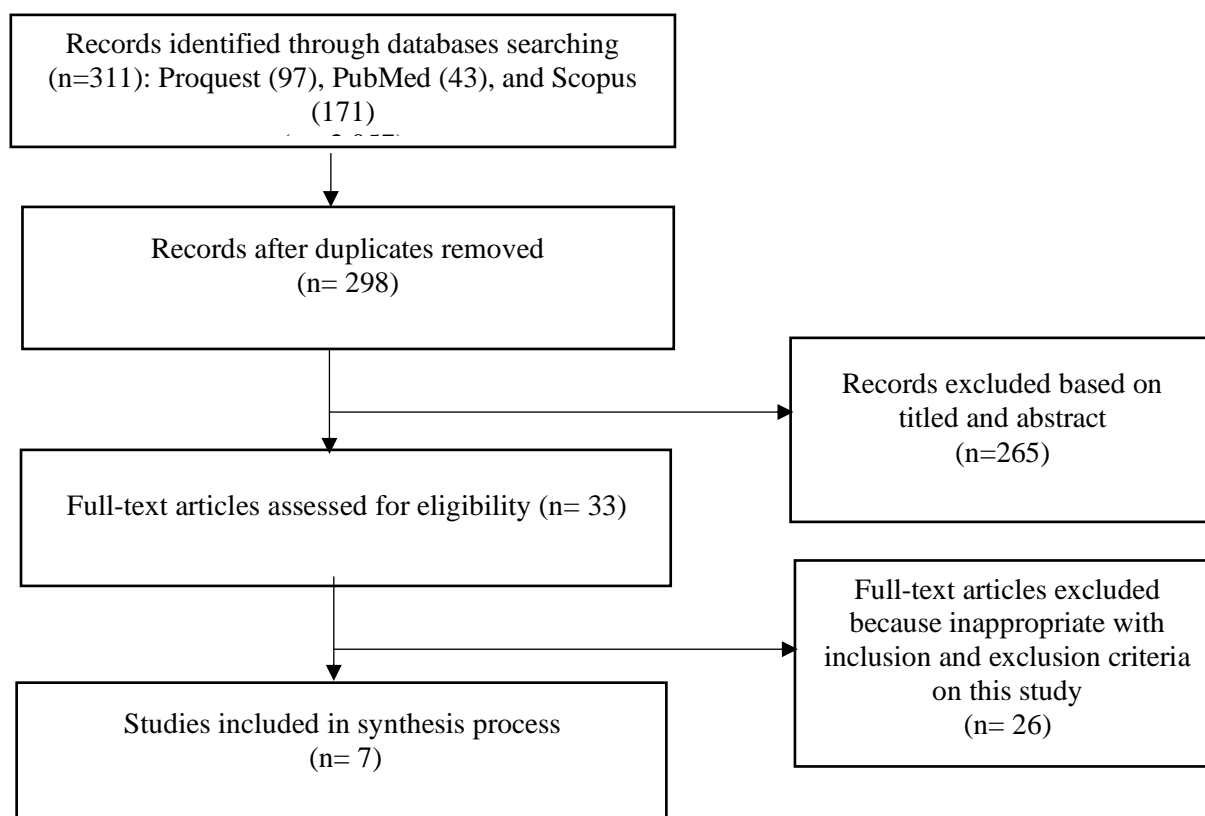 Records identified through databases searching
(n=311): Proquest (97), PubMed (43), and Scopus
(171)
Records after duplicates removed
(n= 298)
Records excluded based on
titled and abstract
(n=265)
Full-text articles assessed for eligibility (n= 33)
Full-text articles excluded
because inappropriate with
inclusion and exclusion criteria
on this study
(n= 26)
Studies included in synthesis process
(n= 7)